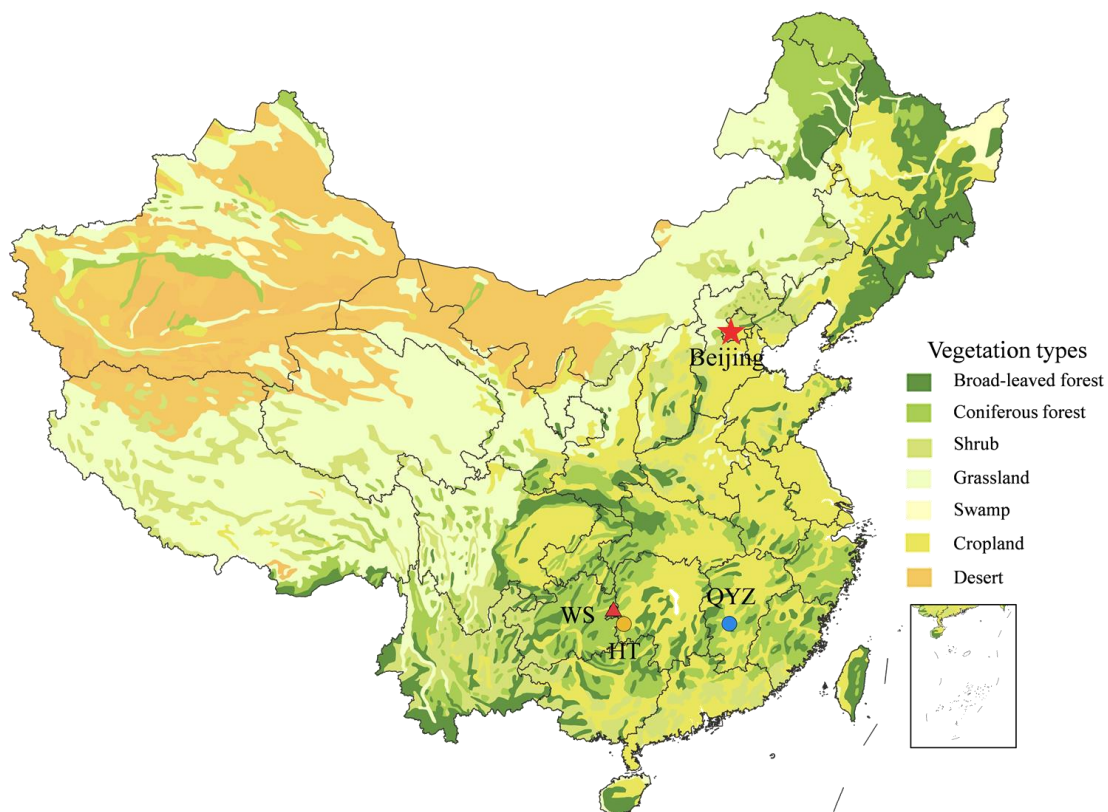 Beijing
Vegetation types
Broad-leaved forest
Coniferous forest
Shrub
Grassland
Swamp
Cropland
Desert
QYZ
WS
HT